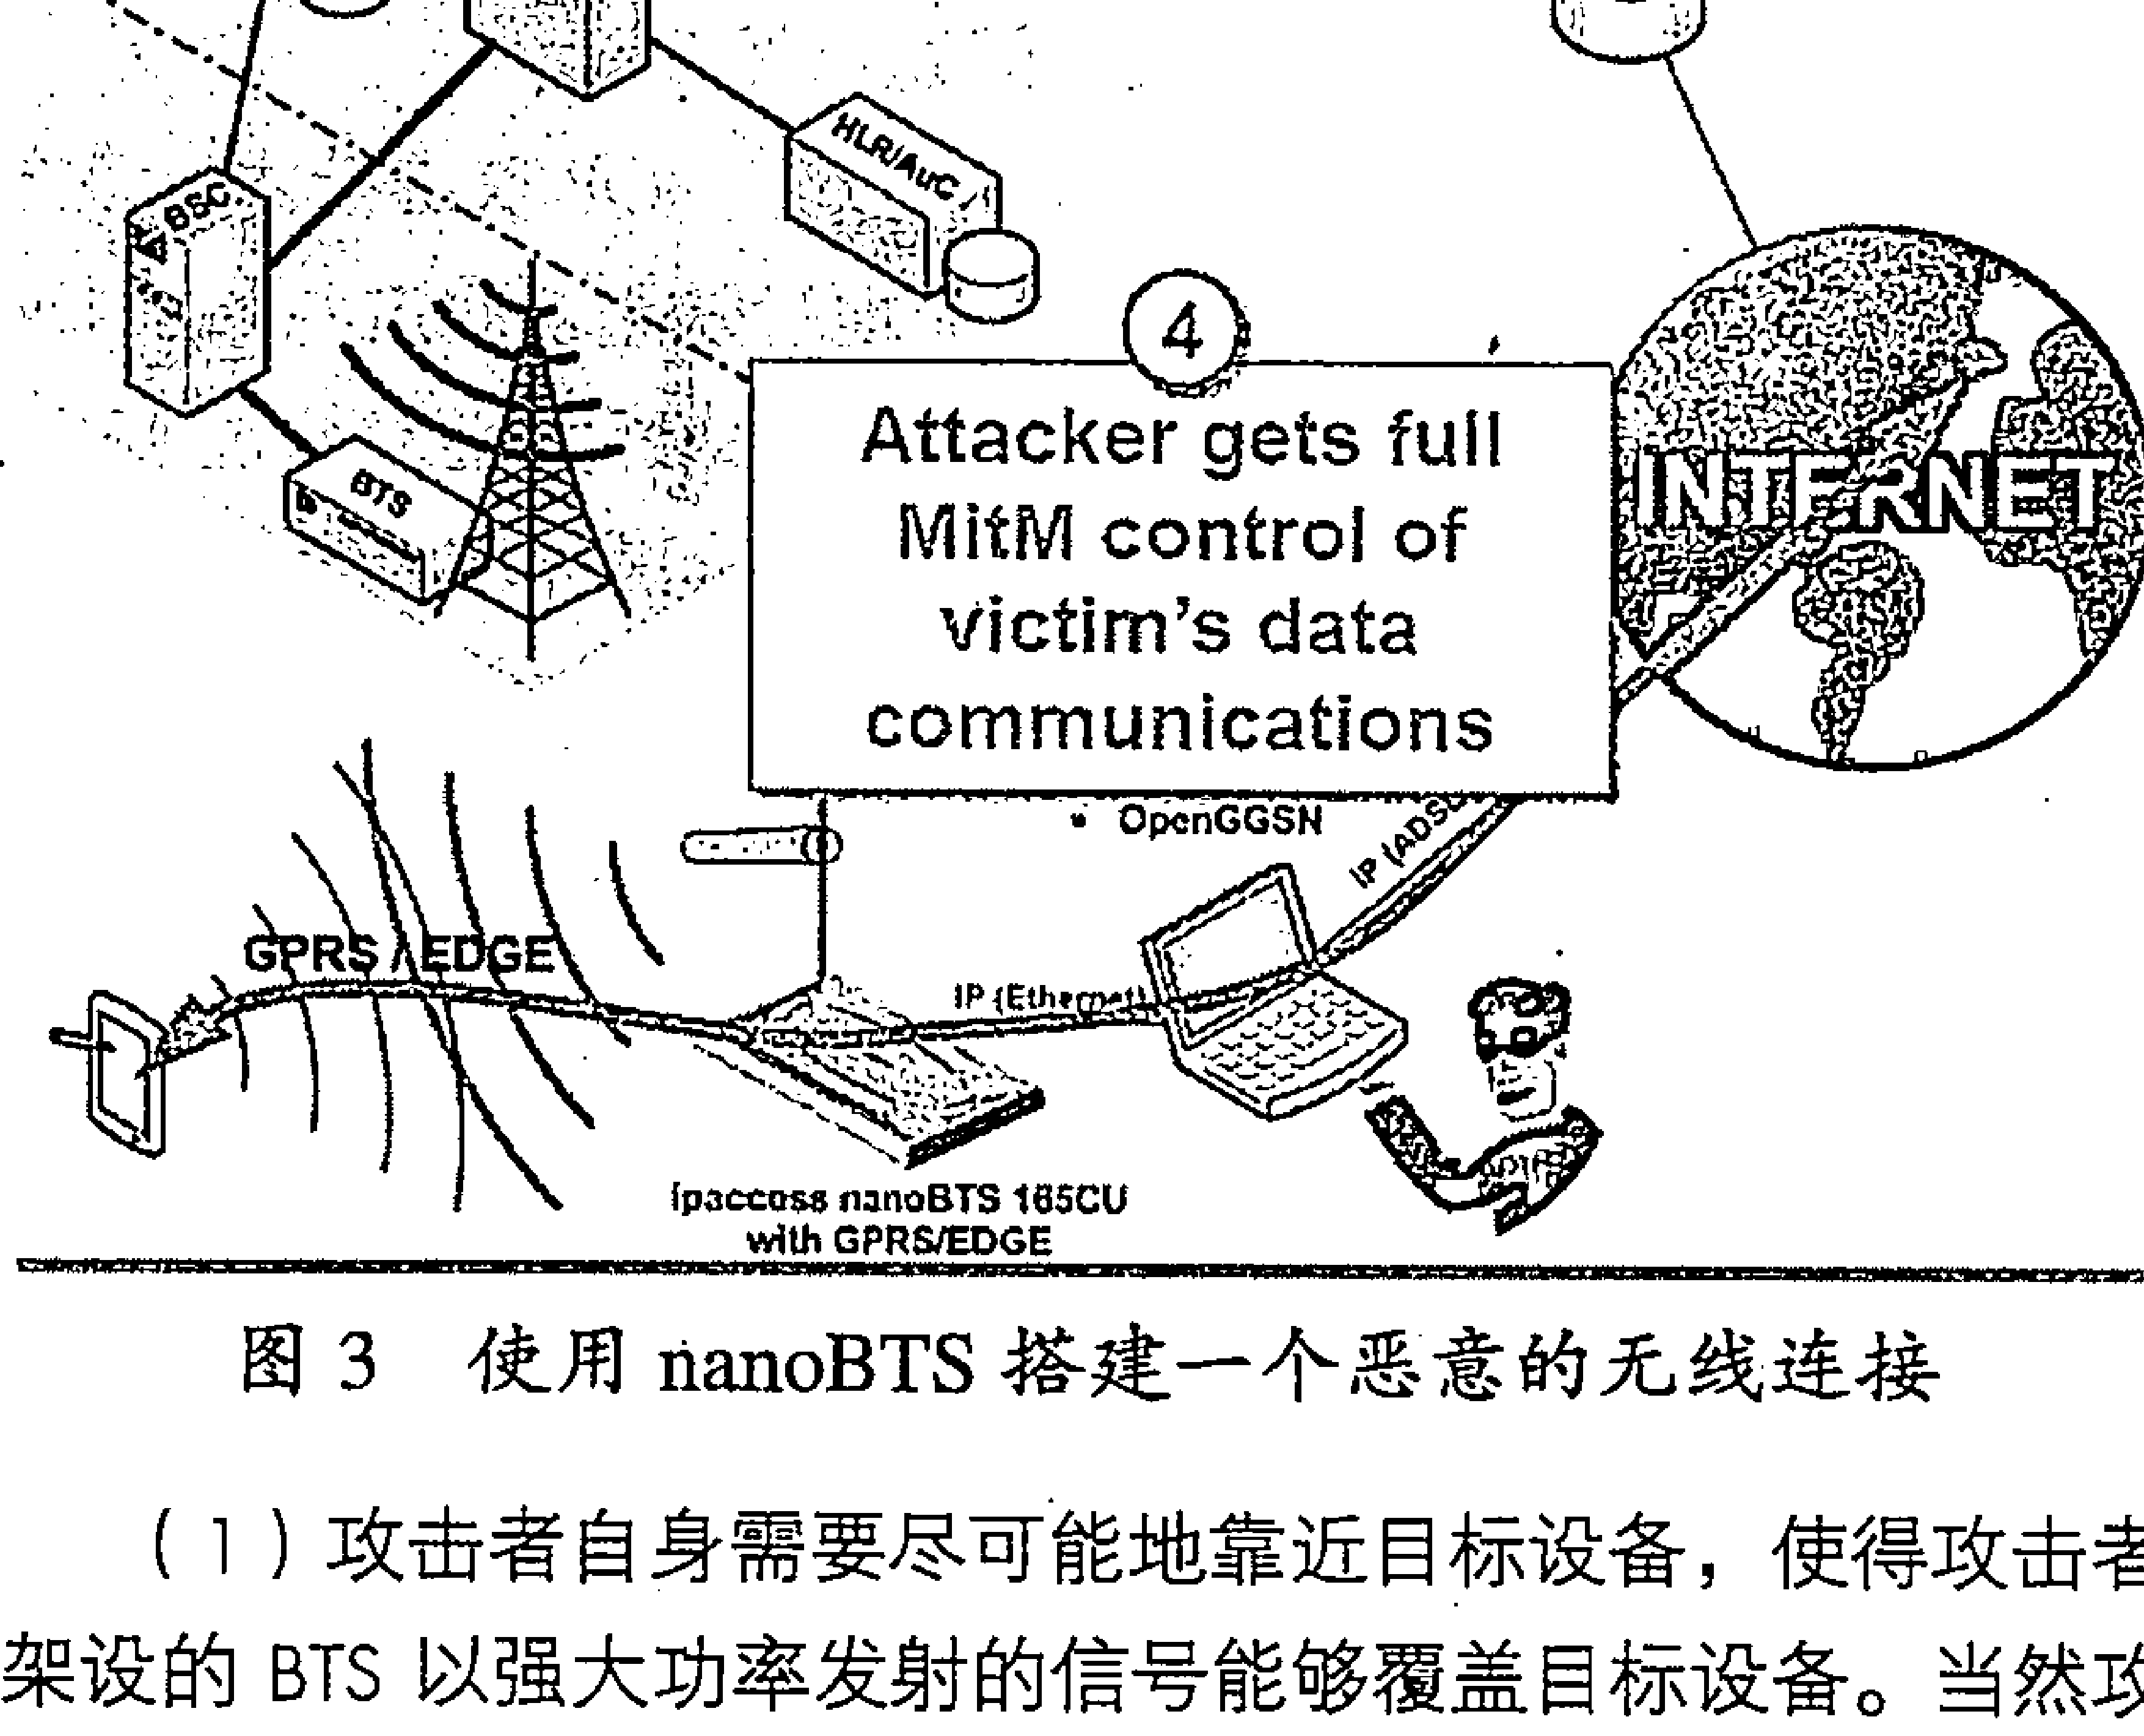 HLR/AuC
BSC
4
BTS
Attacker gets full
MitM control of
victim's data
communications
INTERNET
• OpenGGSN
IP (ADSL
GPRS / EDGE
IP (Ethernet)
ipaccess nanoBTS 165CU
with GPRS/EDGE
图 3 使用 nanoBTS 搭建一个恶意的无线连接
（1）攻击者自身需要尽可能地靠近目标设备，使得攻击者
架设的 BTS 以强大功率发射的信号能够覆盖目标设备。当然攻